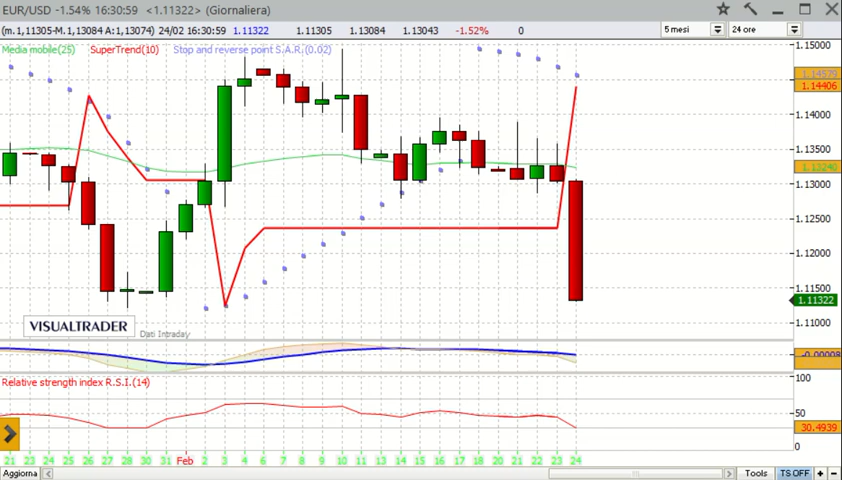 EUR/USD -1.54% 16:30:59 <1.11322> (Giornaliera)
(m.1,11305-M.1,13084 A:1,13074) 24/02 16:30:59 1.11322 1.11305 1.13084 1.13043 -1.52% 0 5 mesi 24 ore
Media mobile(25) SuperTrend(10) Stop and reverse point S.A.R.(0.02)
1.15000
1.14579
1.14406
1.14000
1.13500
1.13240
1.13000
1.12500
1.12000
1.11500
1.11322
1.11000
VISUALTRADER
Dati Intraday
-0.00008
Relative strength index R.S.I.(14)
100
50
30.4939
0
21 23 24 25 26 27 28 30 31 Feb 2 3 4 6 7 8 9 10 11 13 14 15 16 17 18 20 21 22 23 24
Aggiorna Tools TS OFF + -